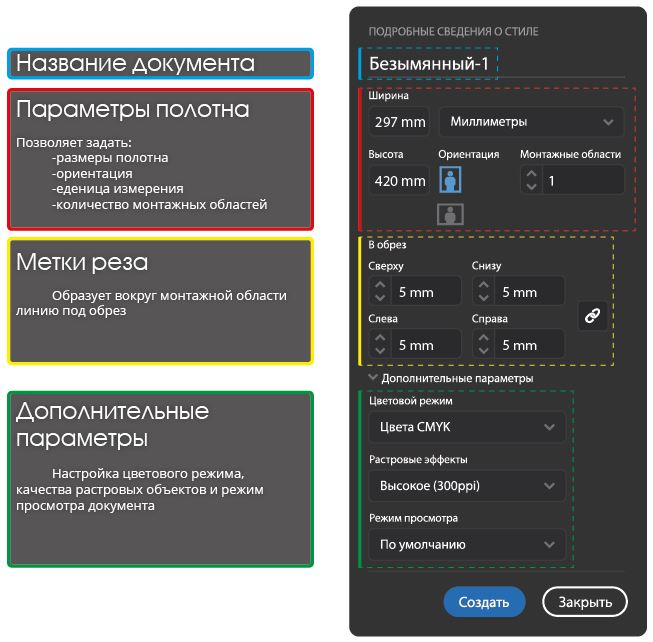 Название документа
Параметры полотна
Позволяет задать:
-размеры полотна
-ориентация
-еденица измерения
-количество монтажных областей
Метки реза
Образует вокруг монтажной области
линию под обрез
Дополнительные
параметры
Настройка цветового режима,
качества растровых объектов и режим
просмотра документа
ПОДРОБНЫЕ СВЕДЕНИЯ О СТИЛЕ
Безымянный-1
Ширина
297 mm Миллиметры
Высота Ориентация Монтажные области
420 mm 1
В обрез
Сверху Снизу
5 mm 5 mm
Слева Справа
5 mm 5 mm
Дополнительные параметры
Цветовой режим
Цвета CMYK
Растровые эффекты
Высокое (300ppi)
Режим просмотра
По умолчанию
Создать Закрыть